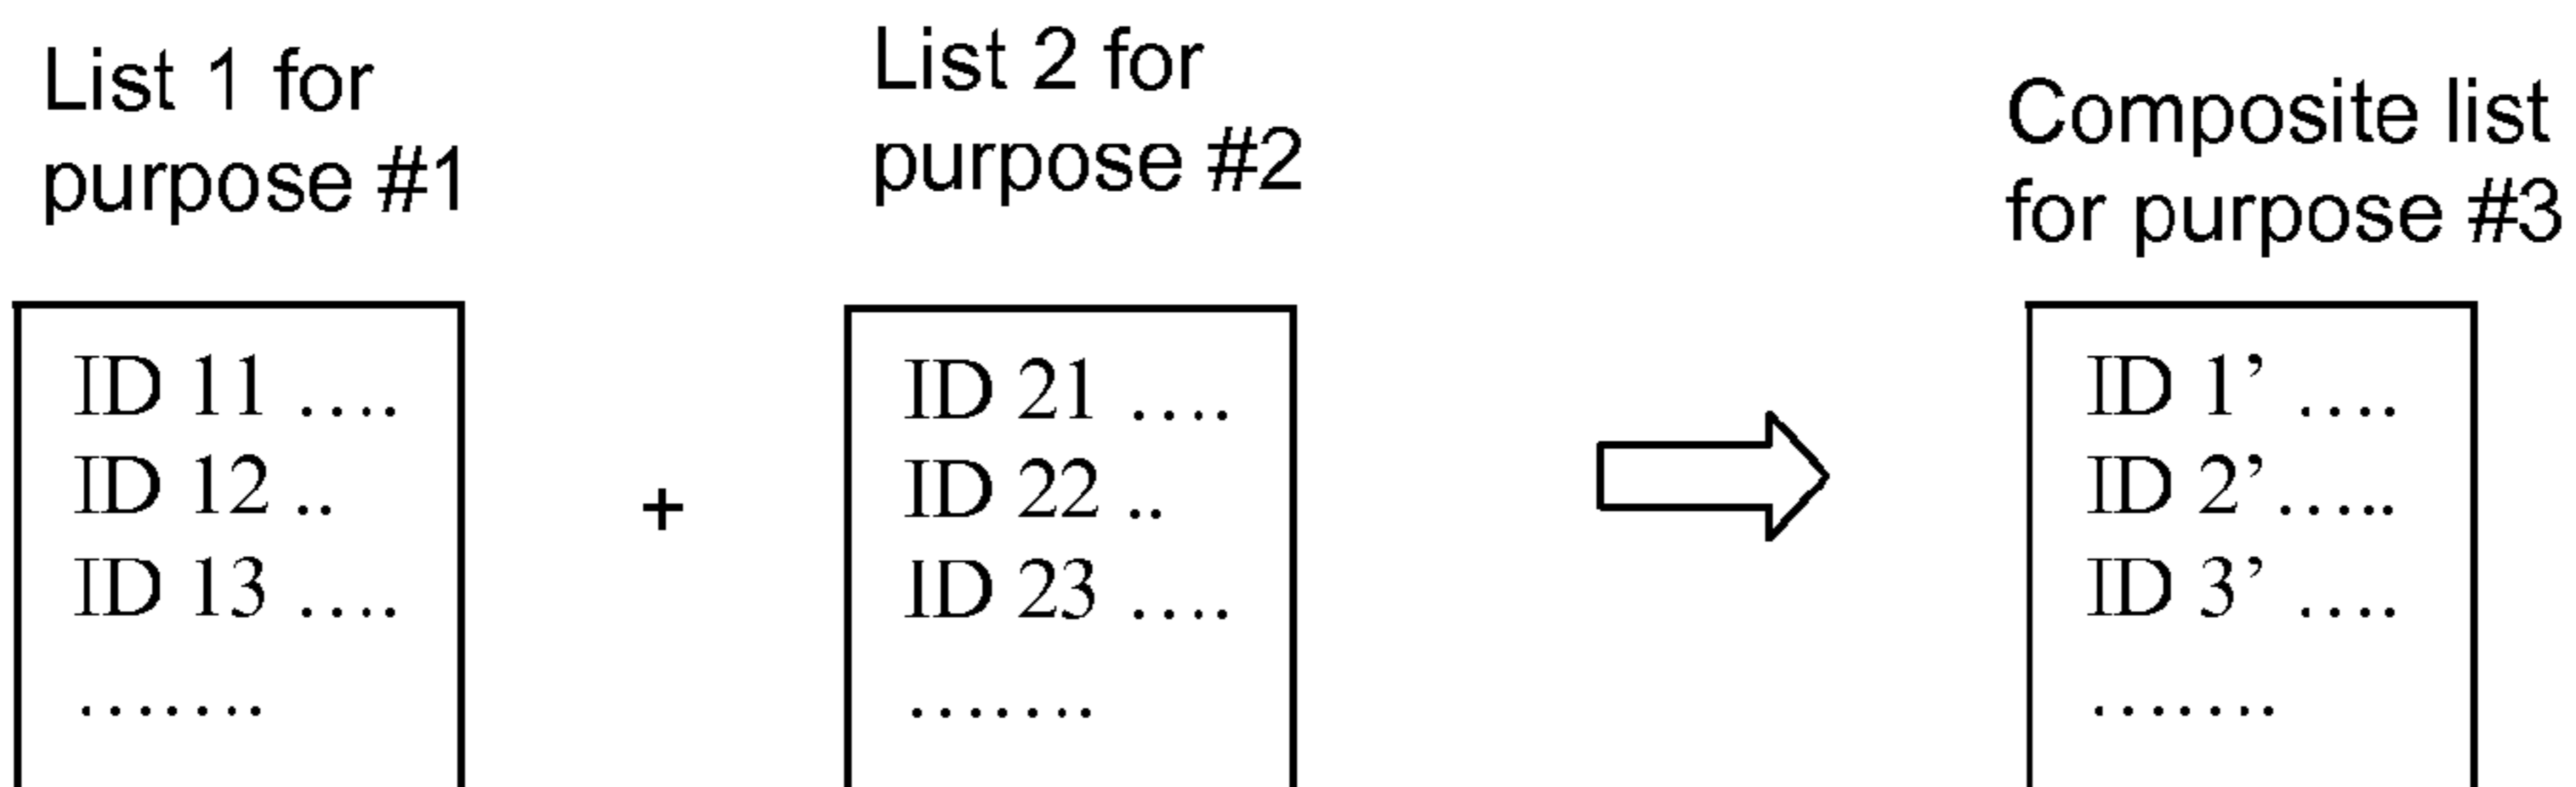 List 1 for
purpose #1
ID 11 ....
ID 12 ..
ID 13 ....
.......
+
List 2 for
purpose #2
ID 21 ....
ID 22 ..
ID 23 ....
.......
Composite list
for purpose #3
ID 1’ ....
ID 2’ .....
ID 3’ ....
.......